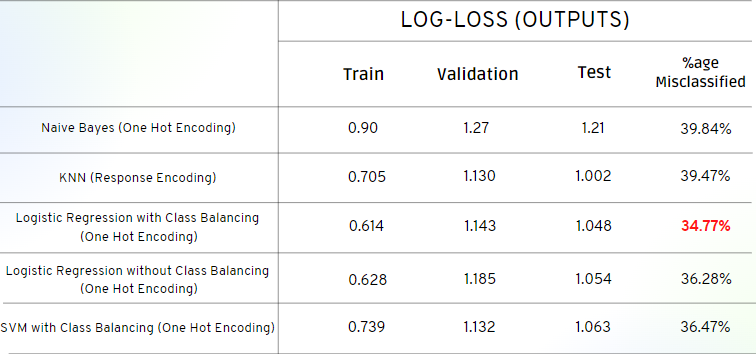 LOG-LOSS (OUTPUTS)
Train Validation Test %age Misclassified
Naive Bayes (One Hot Encoding) 0.90 1.27 1.21 39.84%
KNN (Response Encoding) 0.705 1.130 1.002 39.47%
Logistic Regression with Class Balancing
(One Hot Encoding) 0.614 1.143 1.048 34.77%
Logistic Regression without Class Balancing
(One Hot Encoding) 0.628 1.185 1.054 36.28%
SVM with Class Balancing (One Hot Encoding) 0.739 1.132 1.063 36.47%